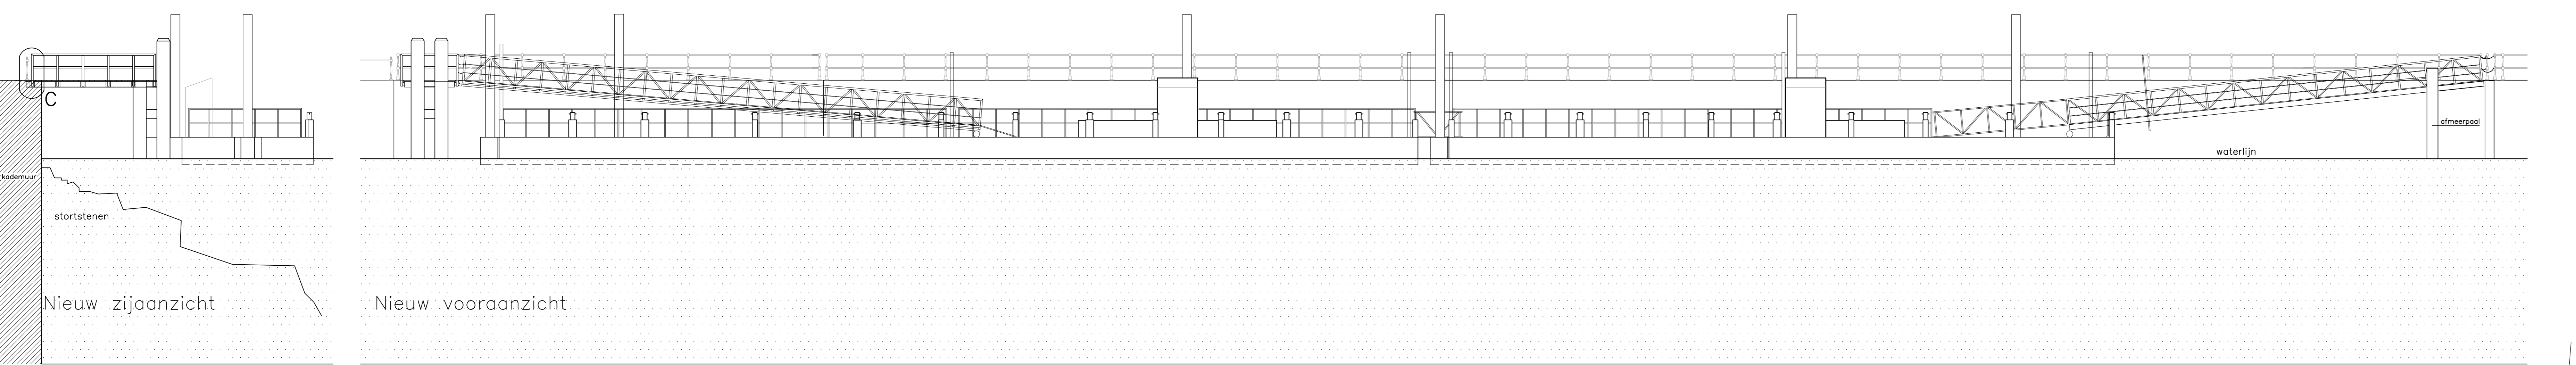 C
afmeerpaal
waterlijn
kademuur
stortstenen
Nieuw zijaanzicht
Nieuw vooraanzicht